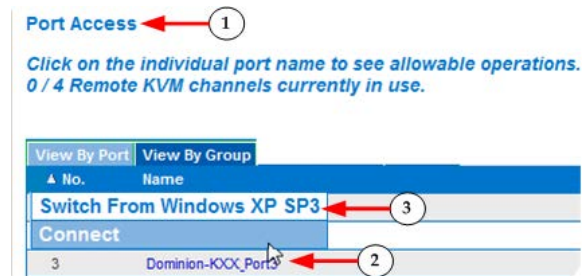 Port Access
1
Click on the individual port name to see allowable operations.
0 / 4 Remote KVM channels currently in use.
View By Port View By Group
▲ No. Name
Switch From Windows XP SP3
3
Connect
3 Dominion-KXX_Port3
2